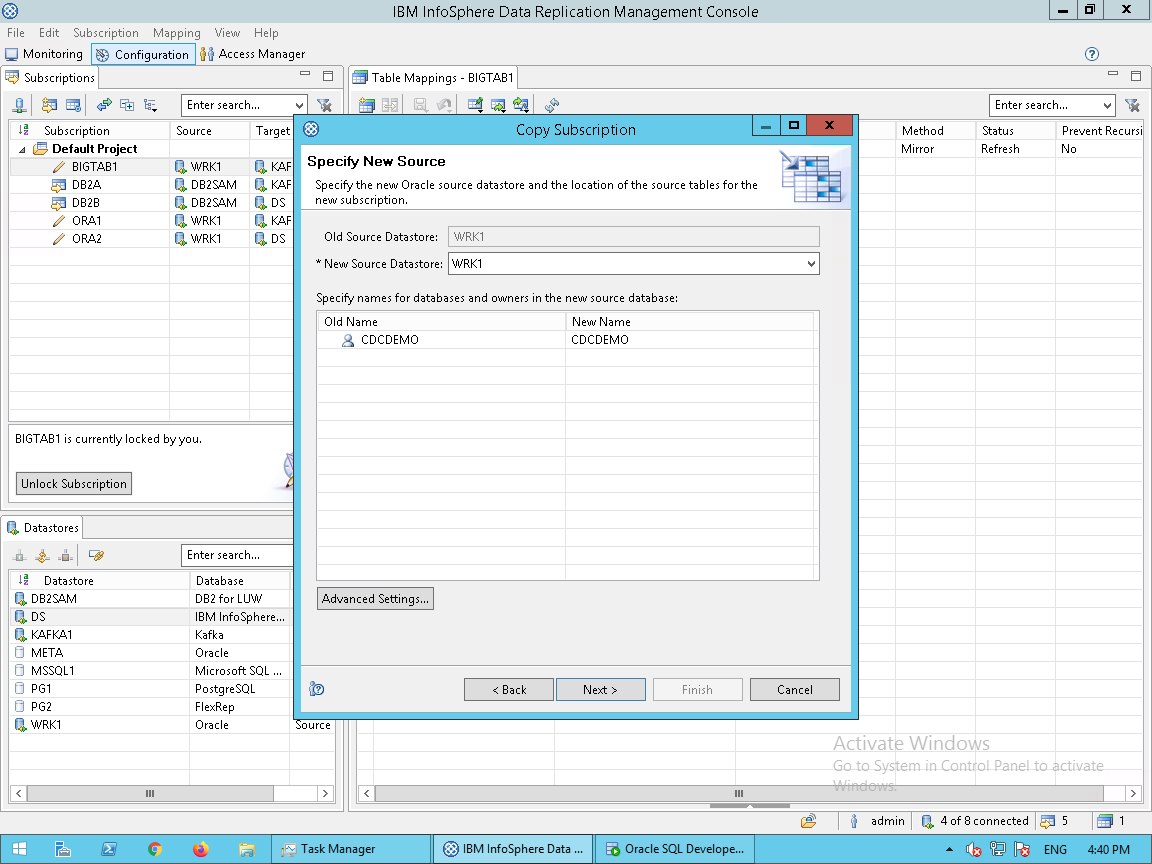 IBM InfoSphere Data Replication Management Console
File Edit Subscription Mapping View Help
Monitoring Configuration Access Manager
Subscriptions
Enter search...
Subscription Source Target
Default Project
BIGTAB1 WRK1 KAF
DB2A DB2SAM KAF
DB2B DB2SAM DS
ORA1 WRK1 KAF
ORA2 WRK1 DS
BIGTAB1 is currently locked by you.
Unlock Subscription
Datastores
Enter search...
Datastore Database
DB2SAM DB2 for LUW
DS IBM InfoSphere...
KAFKA1 Kafka
META Oracle
MSSQL1 Microsoft SQL ...
PG1 PostgreSQL
PG2 FlexRep
WRK1 Oracle Source
Table Mappings - BIGTAB1
Enter search...
Method Status Prevent Recursi
Mirror Refresh No
Copy Subscription
Specify New Source
Specify the new Oracle source datastore and the location of the source tables for the
new subscription.
Old Source Datastore: WRK1
* New Source Datastore: WRK1
Specify names for databases and owners in the new source database:
Old Name New Name
CDCDEMO CDCDEMO
Advanced Settings...
< Back Next > Finish Cancel
Activate Windows
Go to System in Control Panel to activate
Windows.
admin 4 of 8 connected 5 1
Task Manager IBM InfoSphere Data ... Oracle SQL Develope... ENG 4:40 PM